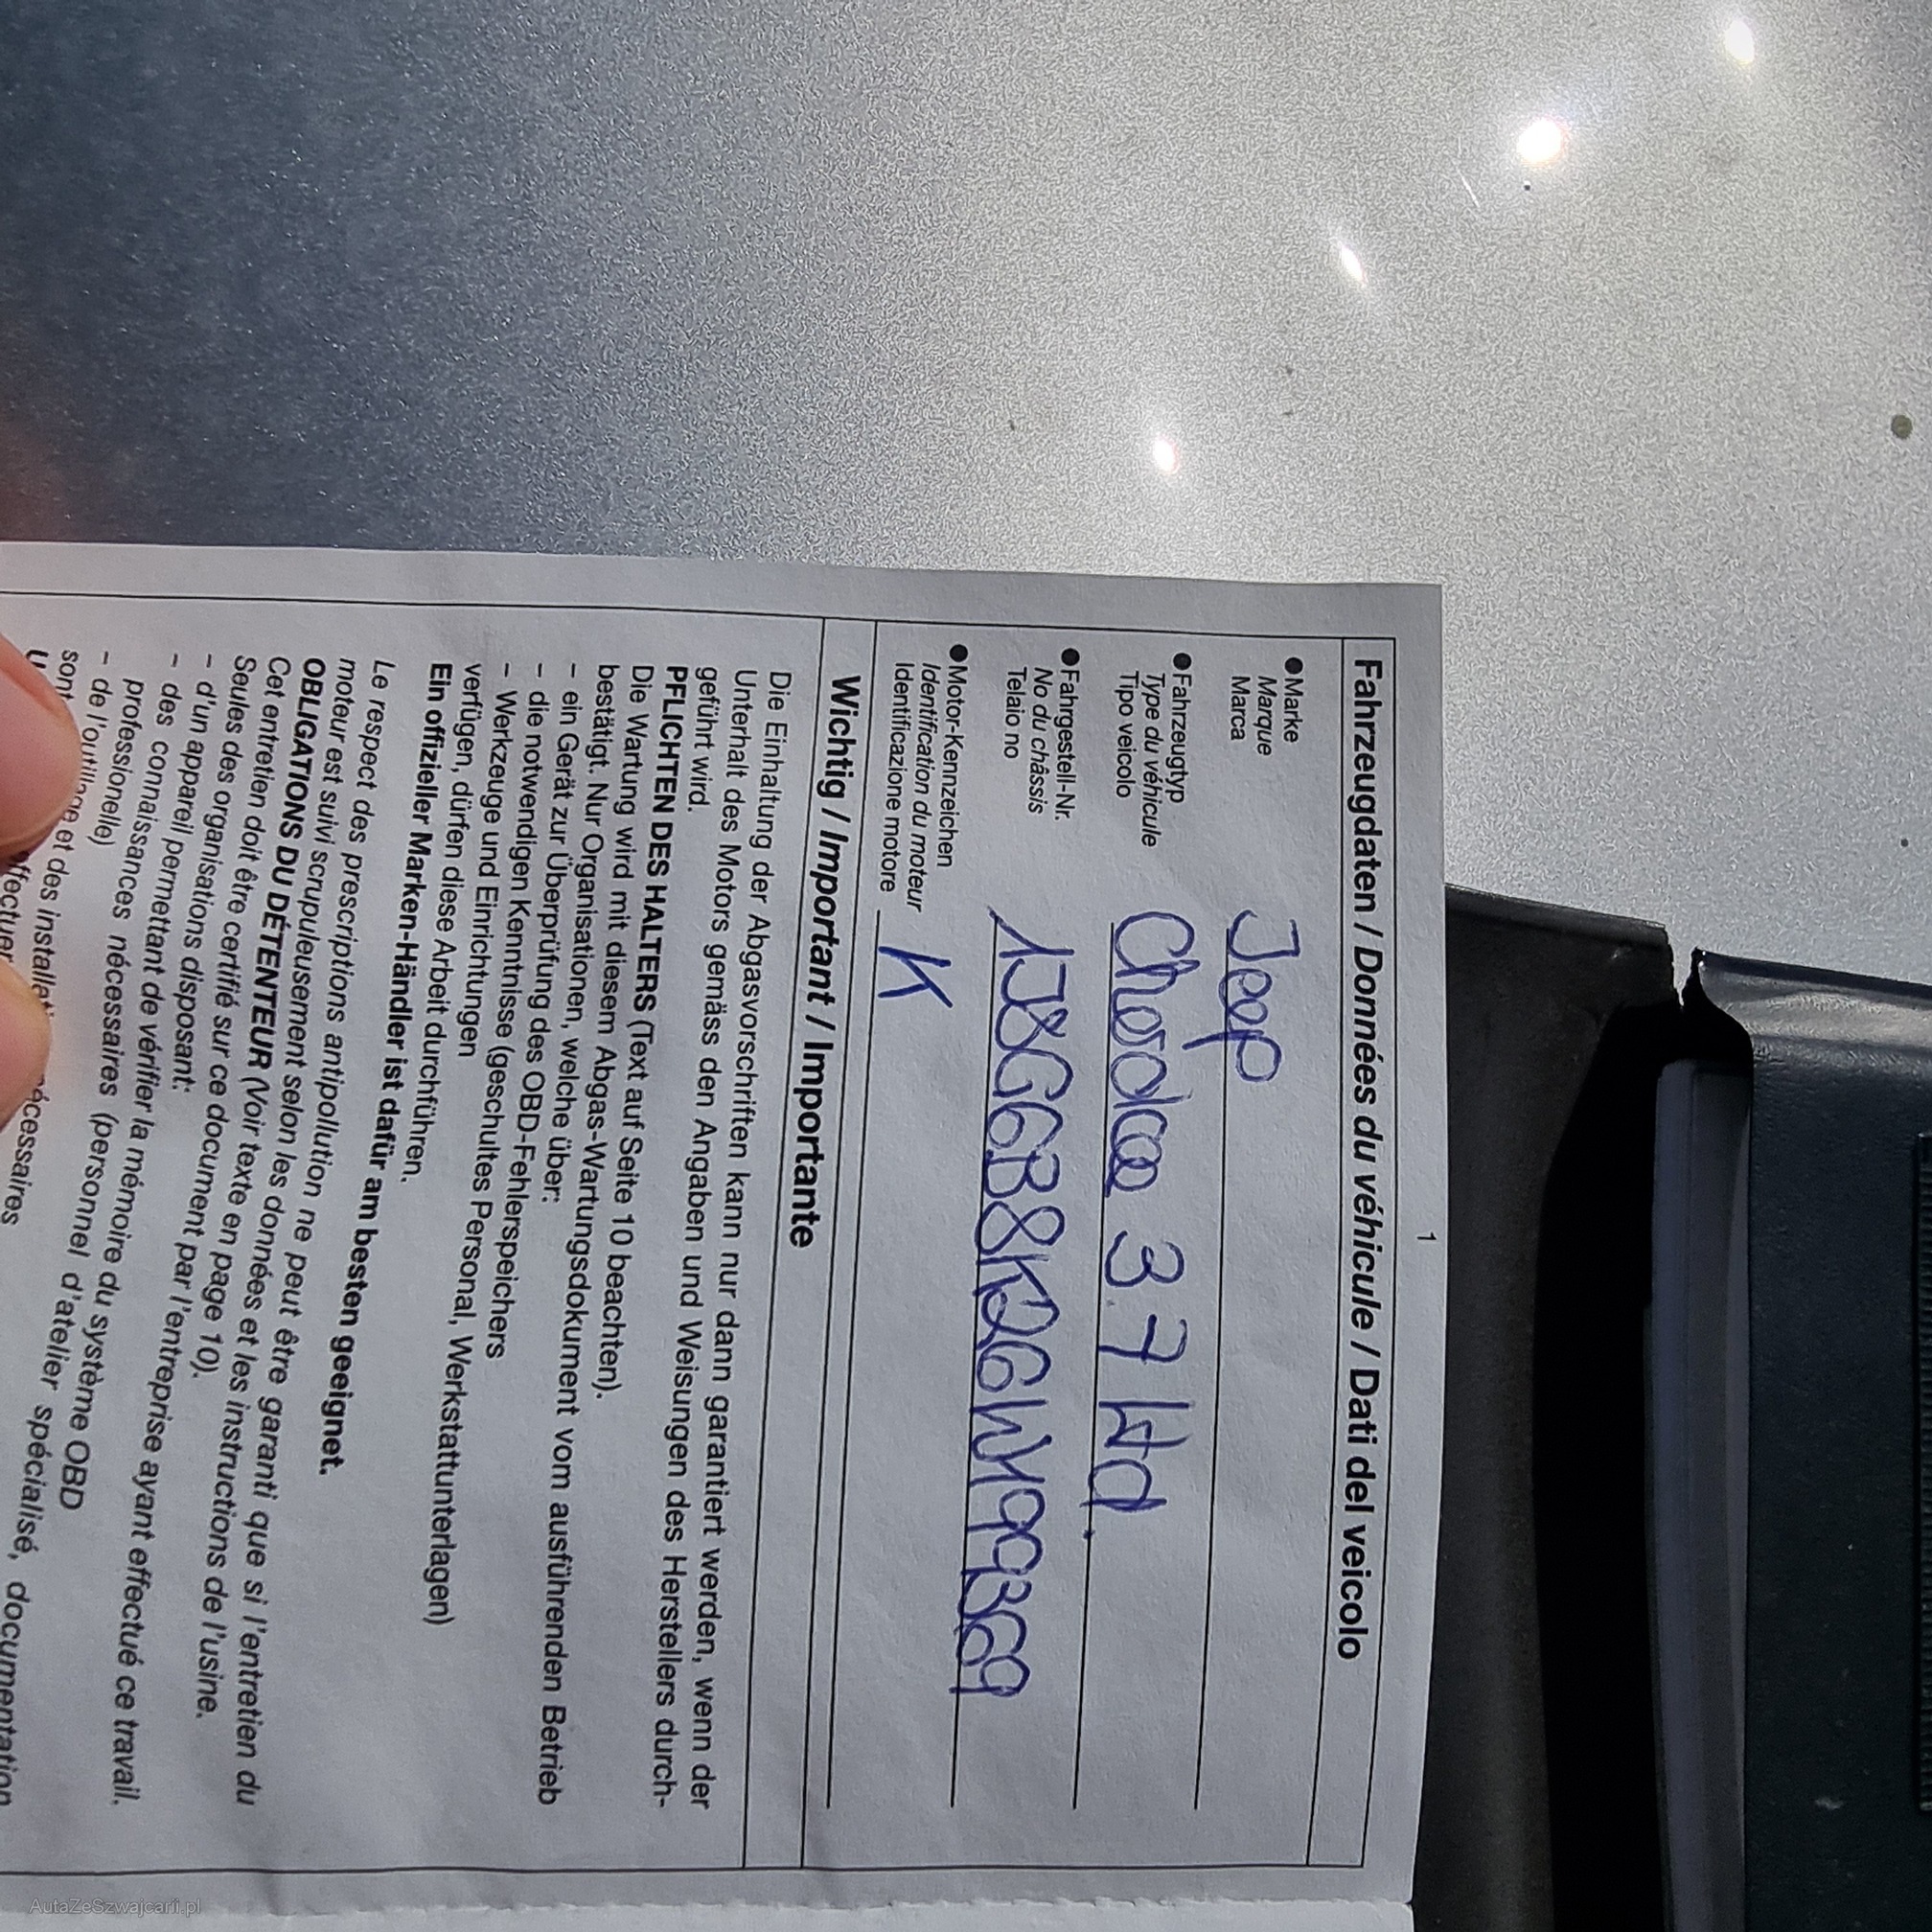 1
Fahrzeugdaten / Données du véhicule / Dati del veicolo
● Marke
Marque
Marca Jeep
● Fahrzeugtyp
Type du véhicule
Tipo veicolo Cherokee 3.7 Ltd.
● Fahrgestell-Nr.
No du châssis
Telaio no 1J8G6B8K26W199369
● Motor-Kennzeichen
Identification du moteur
Identificazione motore K
Wichtig / Important / Importante
Die Einhaltung der Abgasvorschriften kann nur dann garantiert werden, wenn der
Unterhalt des Motors gemäss den Angaben und Weisungen des Herstellers durch-
geführt wird.
PFLICHTEN DES HALTERS (Text auf Seite 10 beachten).
Die Wartung wird mit diesem Abgas-Wartungsdokument vom ausführenden Betrieb
bestätigt. Nur Organisationen, welche über:
– ein Gerät zur Überprüfung des OBD-Fehlerspeichers
– die notwendigen Kenntnisse (geschultes Personal, Werkstattunterlagen)
– Werkzeuge und Einrichtungen
verfügen, dürfen diese Arbeit durchführen.
Ein offizieller Marken-Händler ist dafür am besten geeignet.
Le respect des prescriptions antipollution ne peut être garanti que si l'entretien du
moteur est suivi scrupuleusement selon les données et les instructions de l'usine.
OBLIGATIONS DU DÉTENTEUR (Voir texte en page 10).
Cet entretien doit être certifié sur ce document par l'entreprise ayant effectué ce travail.
Seules des organisations disposant:
– d'un appareil permettant de vérifier la mémoire du système OBD
– des connaissances nécessaires (personnel d'atelier spécialisé, documentation
professionelle)
– de l'outillage et des installations nécessaires
sont
AutaZeSzwajcarii.pl